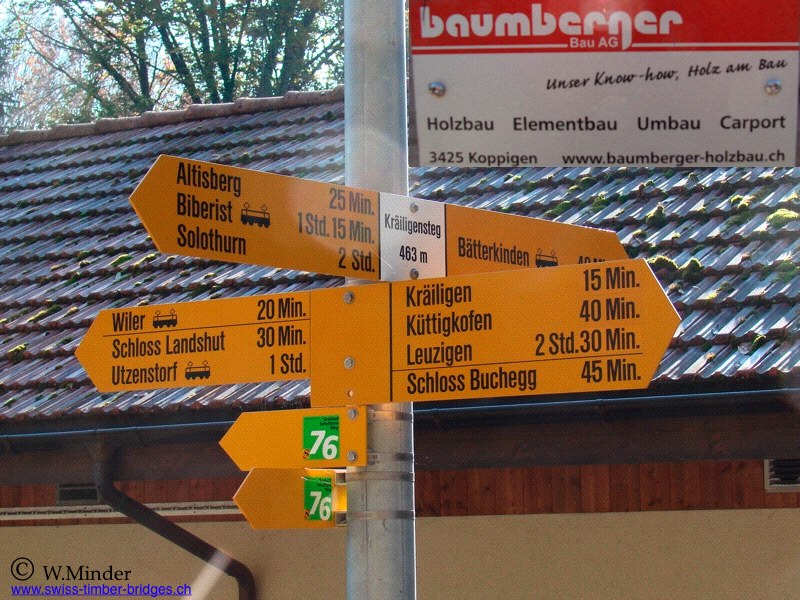 baumberger
Bau AG
Unser Know-how, Holz am Bau
Holzbau Elementbau Umbau Carport
3425 Koppigen www.baumberger-holzbau.ch
Altisberg 25 Min.
Biberist 1 Std. 15 Min.
Solothurn 2 Std.
Kräiligensteg
463 m
Bätterkinden
Wiler 20 Min.
Schloss Landshut 30 Min.
Utzenstorf 1 Std.
Kräiligen 15 Min.
Küttigkofen 40 Min.
Leuzigen 2 Std. 30 Min.
Schloss Buchegg 45 Min.
76
76
© W.Minder
www.swiss-timber-bridges.ch